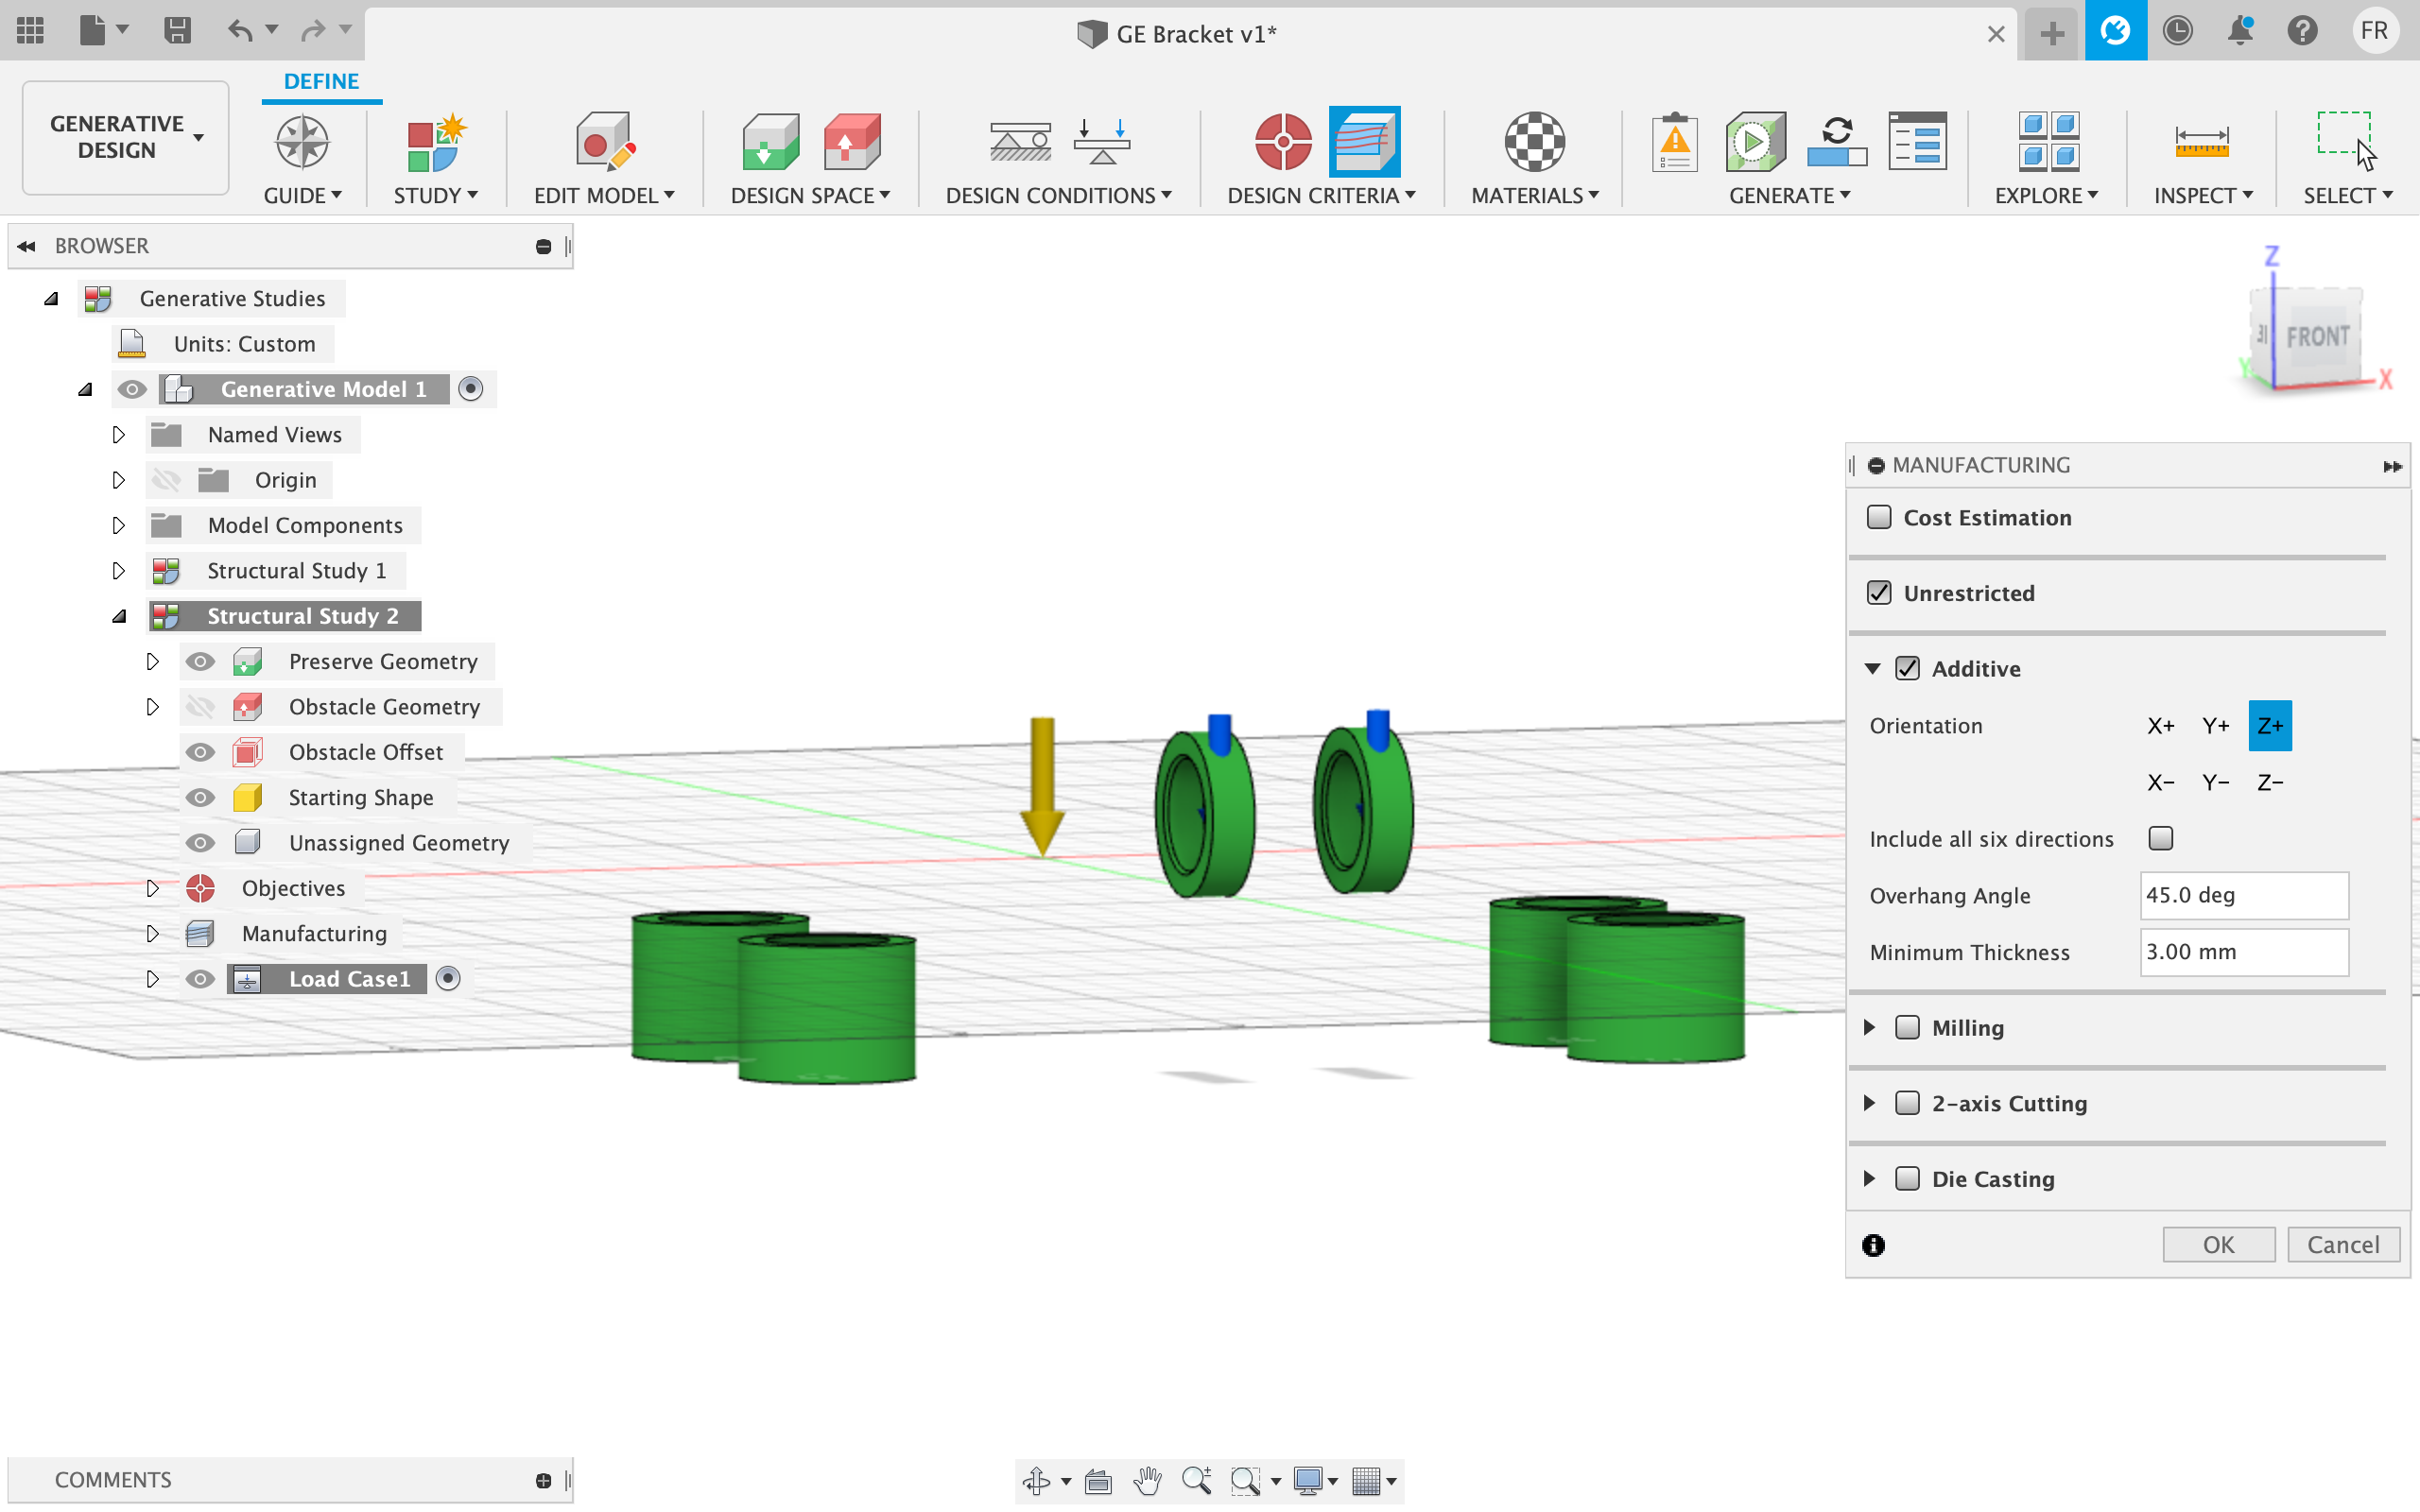 GE Bracket v1*
FR
DEFINE
GENERATIVE
DESIGN
GUIDE
STUDY
EDIT MODEL
DESIGN SPACE
DESIGN CONDITIONS
DESIGN CRITERIA
MATERIALS
GENERATE
EXPLORE
INSPECT
SELECT
BROWSER
Generative Studies
Units: Custom
Generative Model 1
Named Views
Origin
Model Components
Structural Study 1
Structural Study 2
Preserve Geometry
Obstacle Geometry
Obstacle Offset
Starting Shape
Unassigned Geometry
Objectives
Manufacturing
Load Case1
Z
FRONT
Y
X
MANUFACTURING
Cost Estimation
Unrestricted
Additive
Orientation X+ Y+ Z+
X- Y- Z-
Include all six directions
Overhang Angle 45.0 deg
Minimum Thickness 3.00 mm
Milling
2-axis Cutting
Die Casting
OK Cancel
COMMENTS